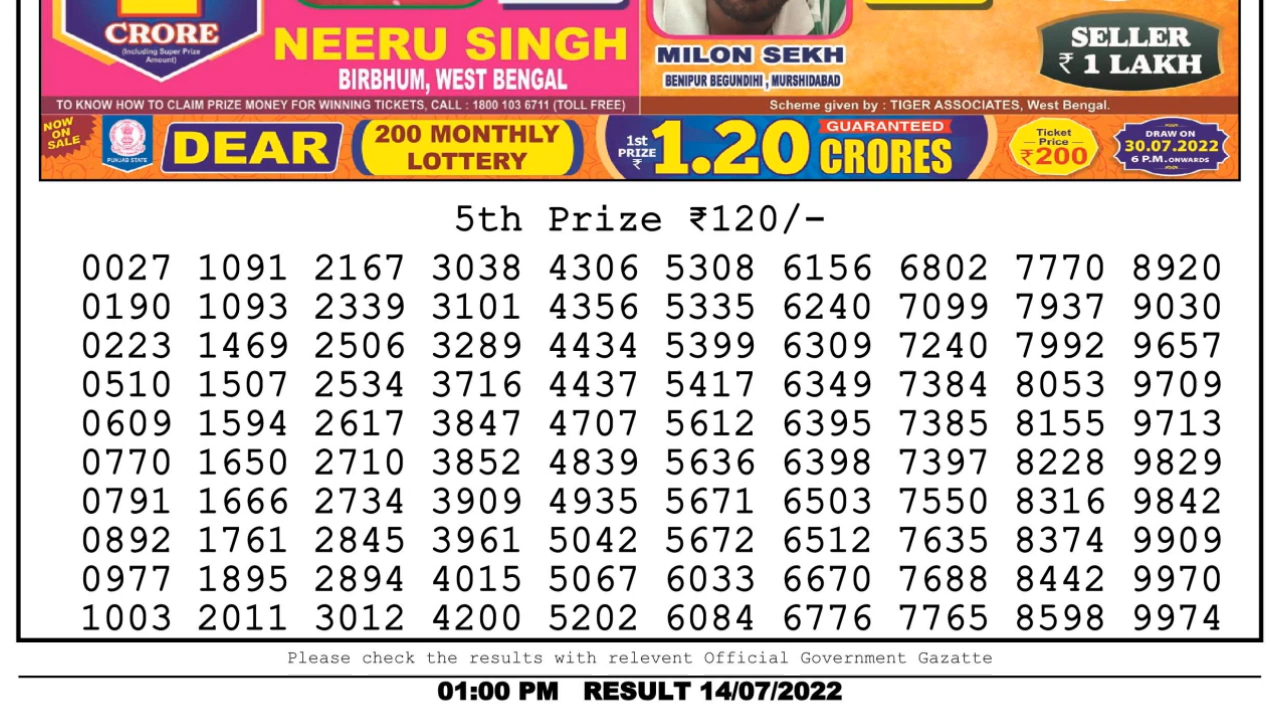 CRORE
(Including Super Prize
Amount)
NEERU SINGH
BIRBHUM, WEST BENGAL
MILON SEKH
BENIPUR BEGUNDIHI , MURSHIDABAD
SELLER
₹ 1 LAKH
TO KNOW HOW TO CLAIM PRIZE MONEY FOR WINNING TICKETS, CALL : 1800 103 6711 (TOLL FREE)
Scheme given by : TIGER ASSOCIATES, West Bengal.
NOW
ON
SALE
PUNJAB STATE
DEAR
200 MONTHLY
LOTTERY
1st
PRIZE
₹
1.20
GUARANTEED
CRORES
Ticket
Price
₹200
DRAW ON
30.07.2022
6 P.M. ONWARDS
5th Prize ₹120/-
0027 1091 2167 3038 4306 5308 6156 6802 7770 8920
0190 1093 2339 3101 4356 5335 6240 7099 7937 9030
0223 1469 2506 3289 4434 5399 6309 7240 7992 9657
0510 1507 2534 3716 4437 5417 6349 7384 8053 9709
0609 1594 2617 3847 4707 5612 6395 7385 8155 9713
0770 1650 2710 3852 4839 5636 6398 7397 8228 9829
0791 1666 2734 3909 4935 5671 6503 7550 8316 9842
0892 1761 2845 3961 5042 5672 6512 7635 8374 9909
0977 1895 2894 4015 5067 6033 6670 7688 8442 9970
1003 2011 3012 4200 5202 6084 6776 7765 8598 9974
Please check the results with relevent Official Government Gazatte
01:00 PM RESULT 14/07/2022